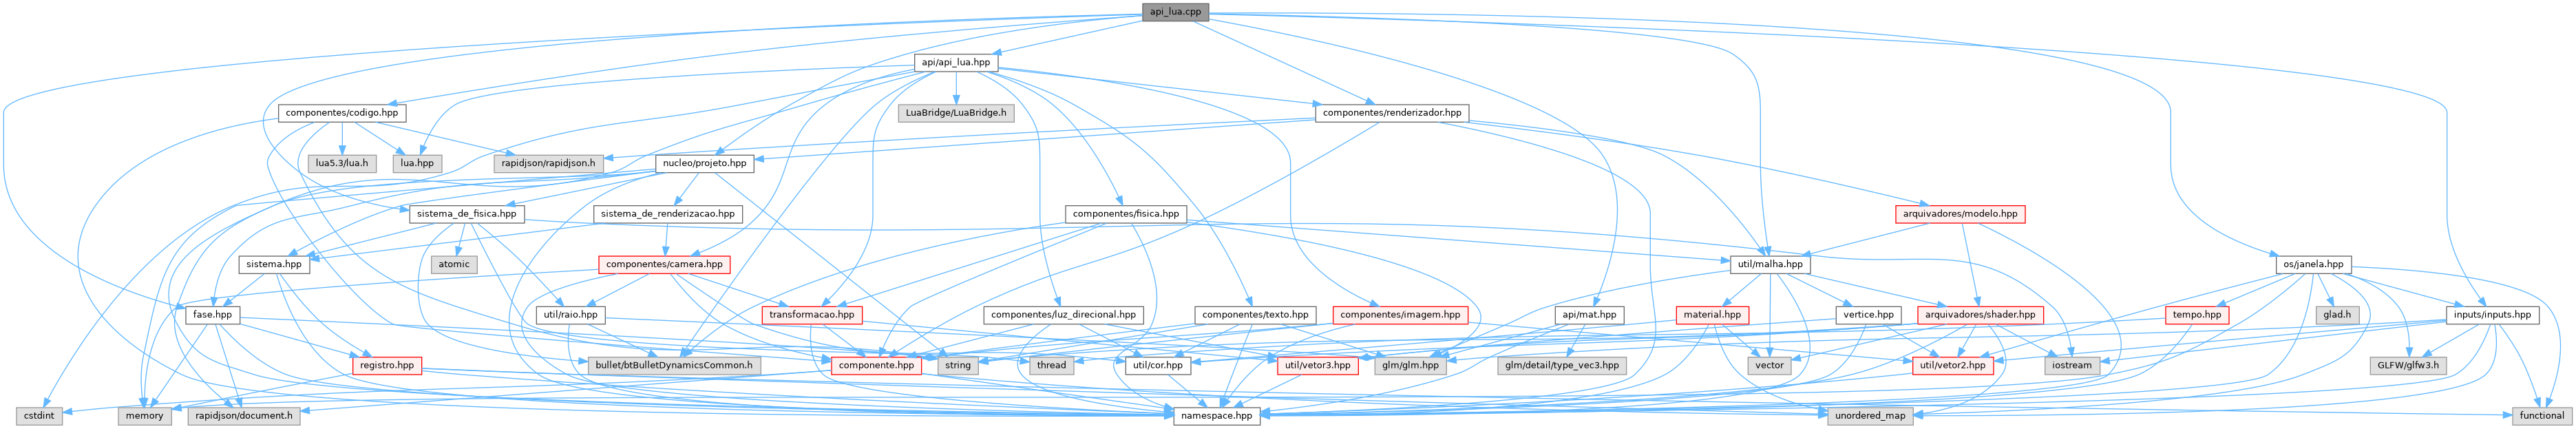 api_lua.cpp
api/api_lua.hpp
componentes/codigo.hpp
LuaBridge/LuaBridge.h
componentes/renderizador.hpp
lua5.3/lua.h
lua.hpp
rapidjson/rapidjson.h
nucleo/projeto.hpp
sistema_de_fisica.hpp
sistema_de_renderizacao.hpp
componentes/fisica.hpp
arquivadores/modelo.hpp
sistema.hpp
atomic
componentes/camera.hpp
util/malha.hpp
os/janela.hpp
fase.hpp
util/raio.hpp
transformacao.hpp
componentes/luz_direcional.hpp
componentes/texto.hpp
componentes/imagem.hpp
api/mat.hpp
material.hpp
vertice.hpp
arquivadores/shader.hpp
tempo.hpp
glad.h
inputs/inputs.hpp
registro.hpp
bullet/btBulletDynamicsCommon.h
componente.hpp
string
thread
util/cor.hpp
util/vetor3.hpp
glm/glm.hpp
glm/detail/type_vec3.hpp
vector
util/vetor2.hpp
iostream
GLFW/glfw3.h
cstdint
memory
rapidjson/document.h
namespace.hpp
unordered_map
functional